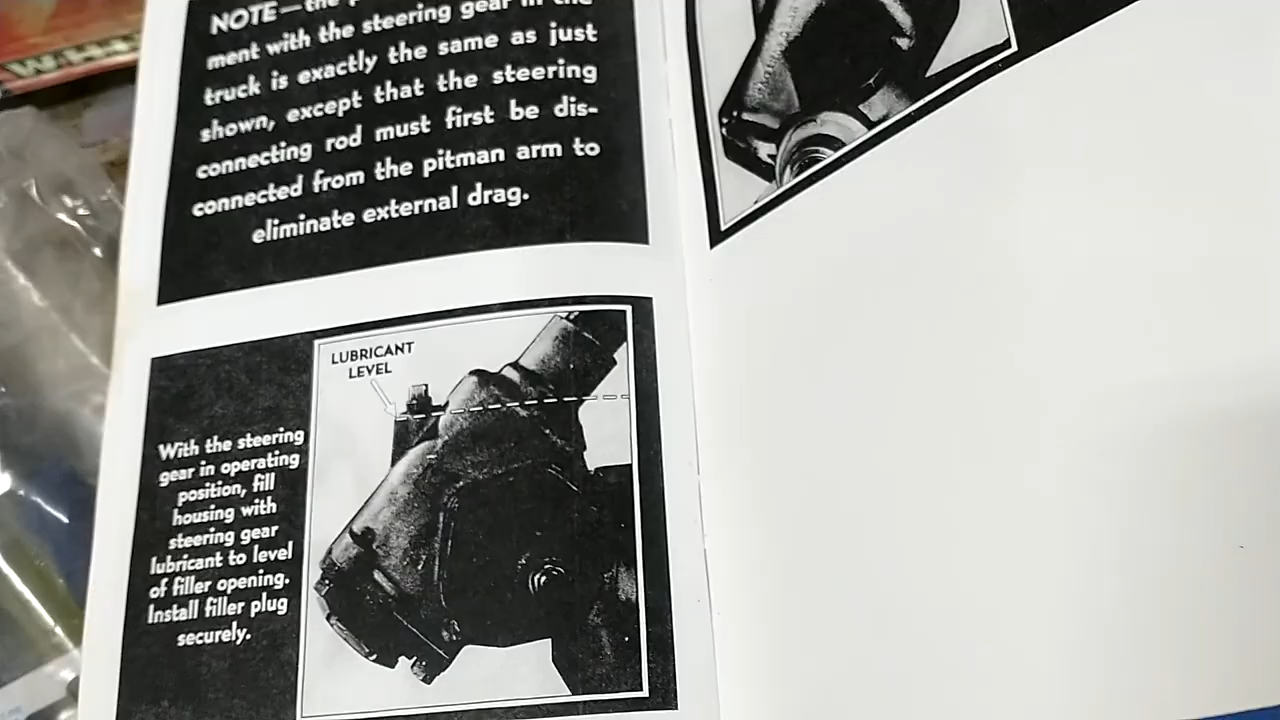 NOTE—the
ment with the steering gear in the
truck is exactly the same as just
shown, except that the steering
connecting rod must first be dis-
connected from the pitman arm to
eliminate external drag.
LUBRICANT
LEVEL
With the steering
gear in operating
position, fill
housing with
steering gear
lubricant to level
of filler opening.
Install filler plug
securely.